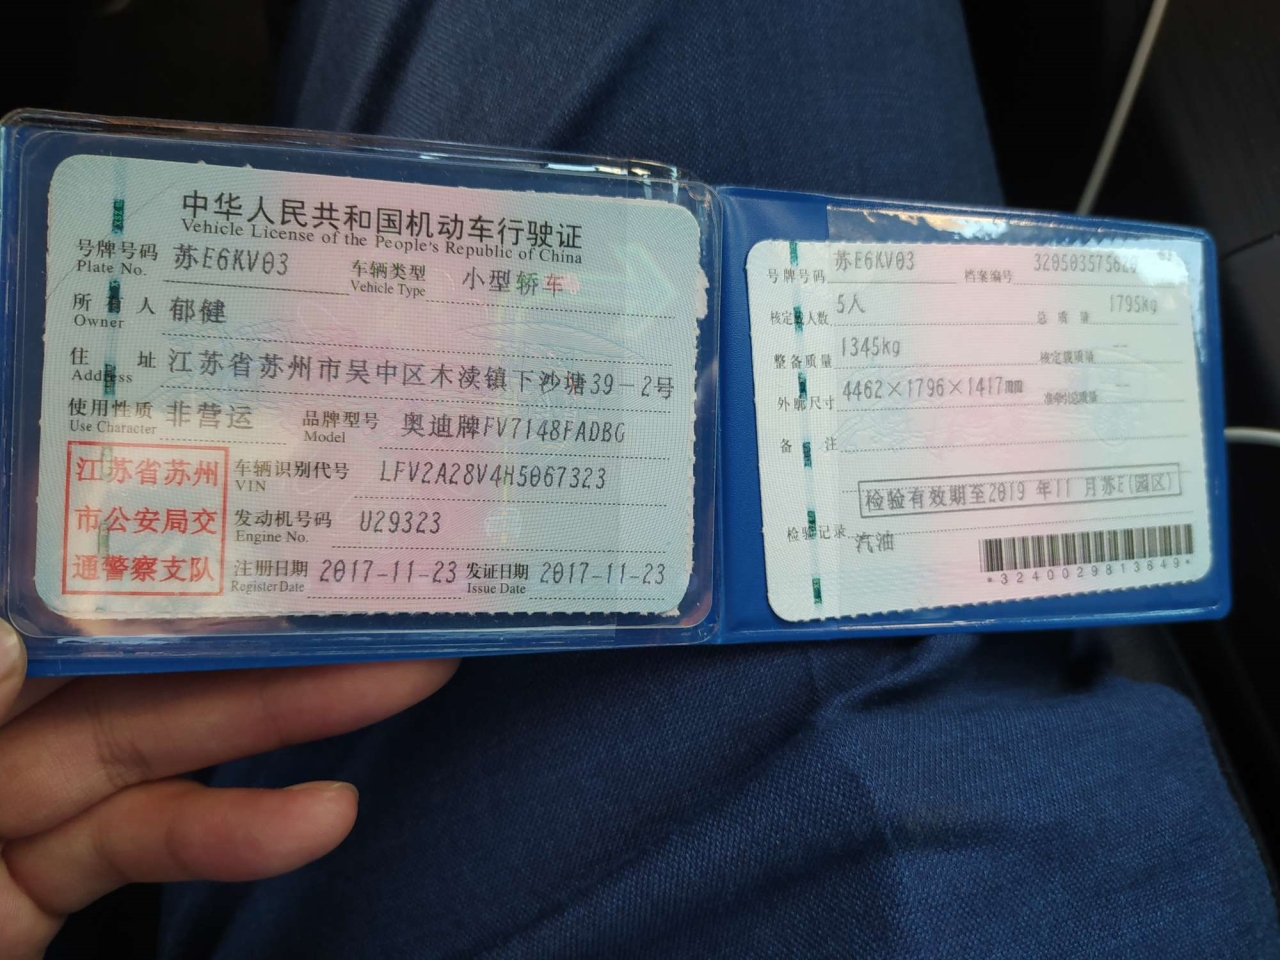 中华人民共和国机动车行驶证
Vehicle License of the People's Republic of China
号牌号码 苏E6KV03 车辆类型 小型轿车
Plate No. Vehicle Type
所有人 郁健
Owner
住址 江苏省苏州市吴中区木渎镇下沙塘39-2号
Address
使用性质 非营运 品牌型号 奥迪牌FV7148FADBG
Use Character Model
江苏省苏州
市公安局交
通警察支队
车辆识别代号 LFV2A28V4H5067323
VIN
发动机号码 U29323
Engine No.
注册日期 2017-11-23 发证日期 2017-11-23
Register Date Issue Date
号牌号码 苏E6KV03 档案编号
核定载人数 5人 总质量 1795kg
整备质量 1345kg 核定载质量 --
外廓尺寸 4462×1796×1417mm 准牵引总质量 --
备注
检验有效期至2019年11月苏E(园区)
检验记录 汽油
*3240029813849*